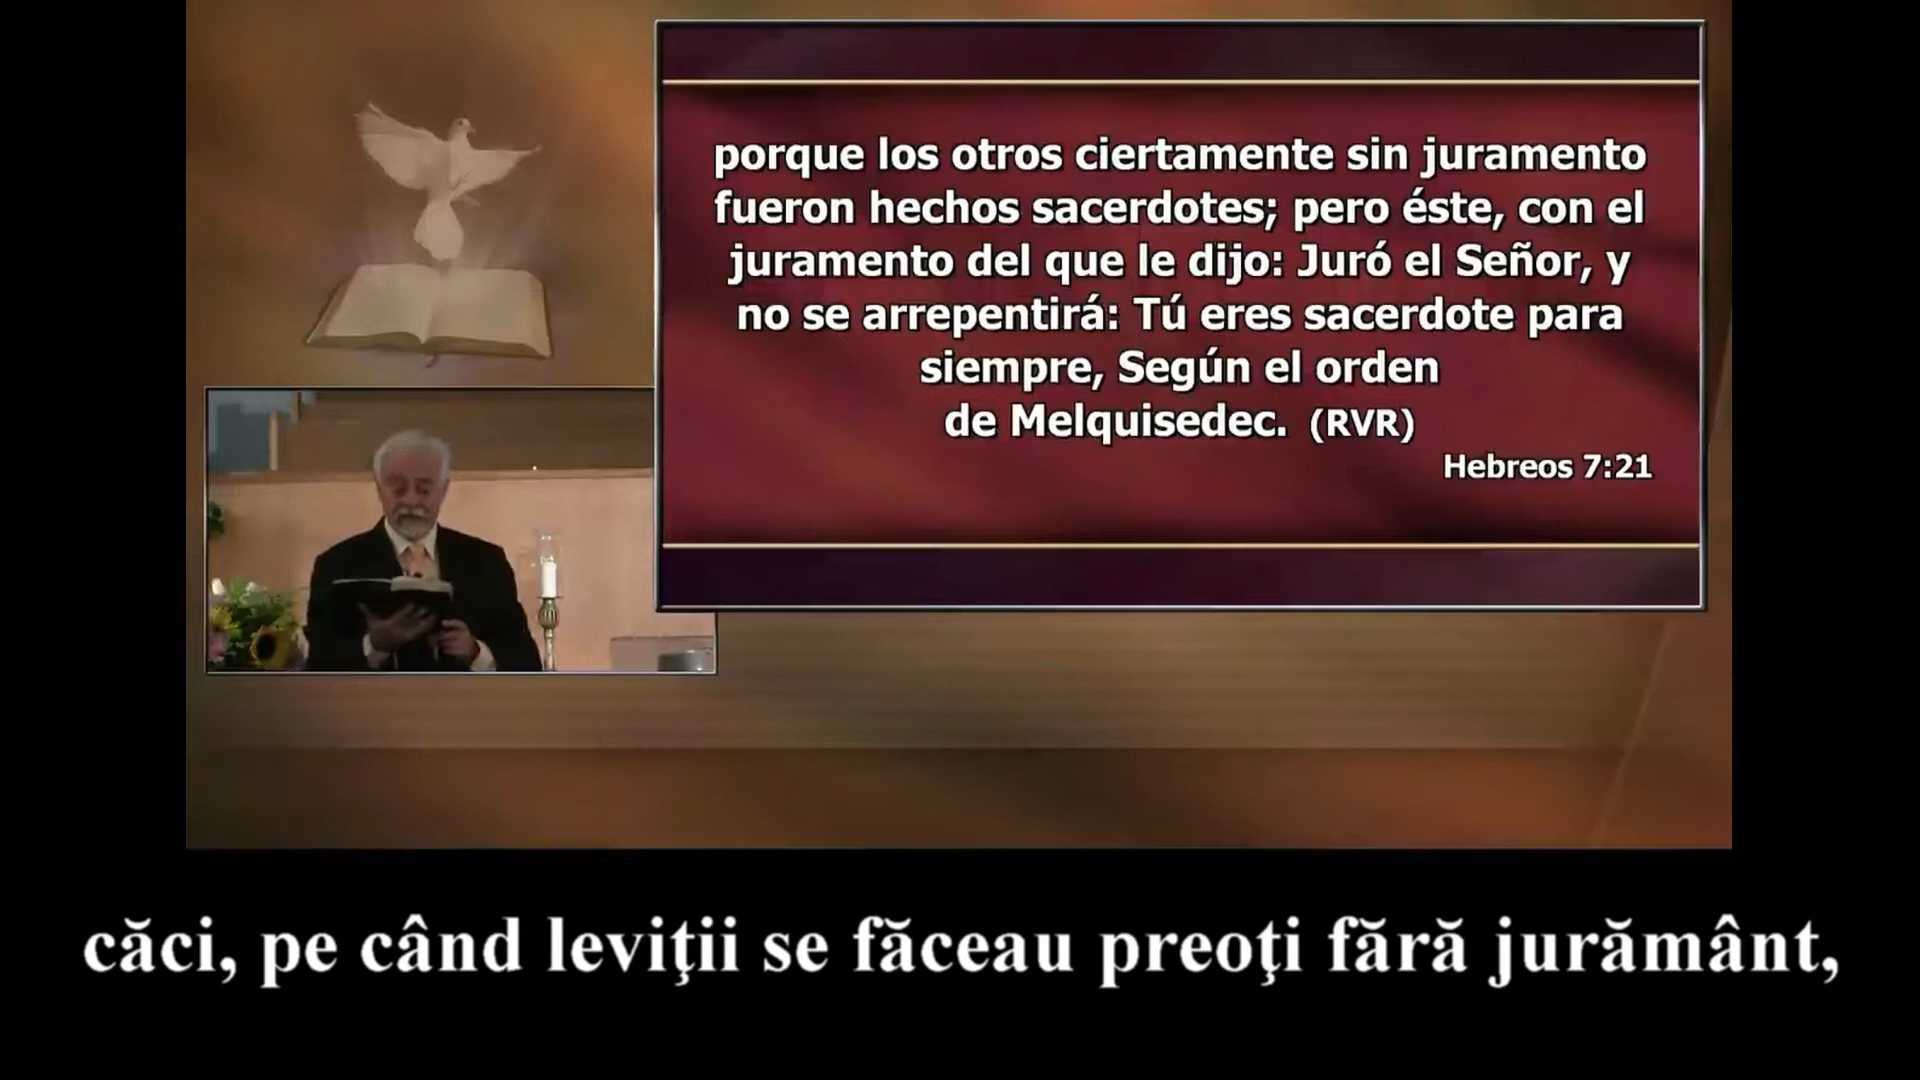 porque los otros ciertamente sin juramento
fueron hechos sacerdotes; pero éste, con el
juramento del que le dijo: Juró el Señor, y
no se arrepentirá: Tú eres sacerdote para
siempre, Según el orden
de Melquisedec. (RVR)
Hebreos 7:21
căci, pe când leviţii se făceau preoţi fără jurământ,